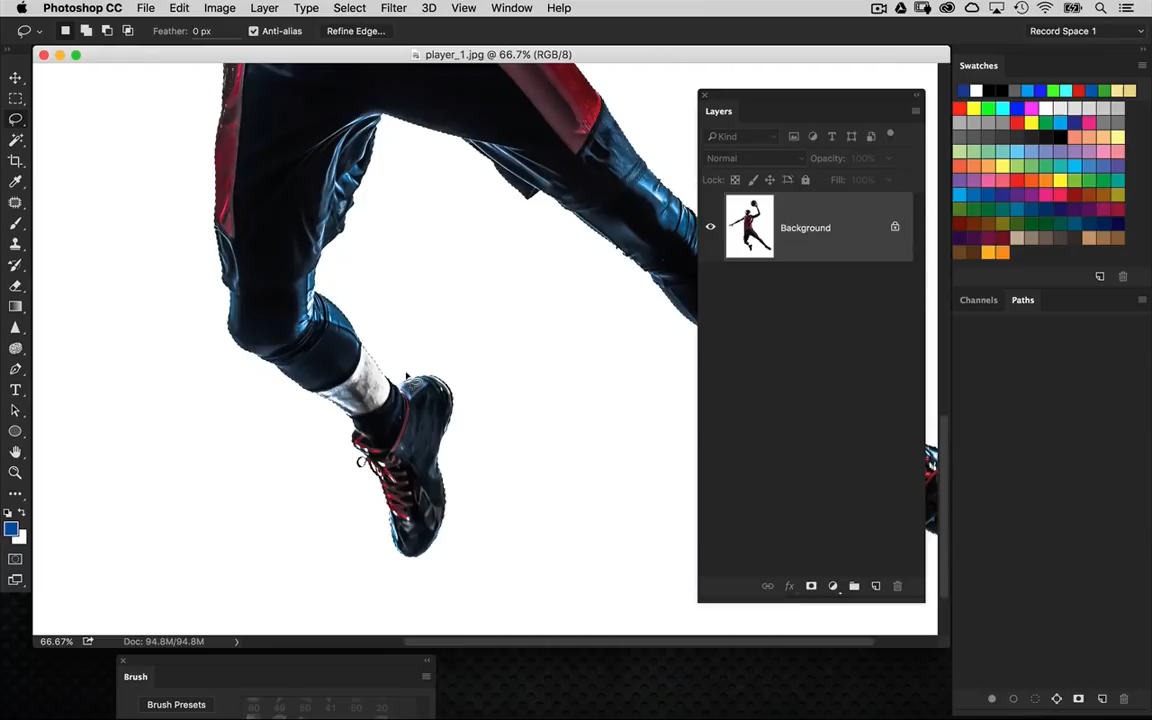 Photoshop CC File Edit Image Layer Type Select Filter 3D View Window Help
Feather: 0 px Anti-alias Refine Edge... Record Space 1
player_1.jpg @ 66.7% (RGB/8)
Swatches
Layers
Kind
Normal Opacity: 100%
Lock: Fill: 100%
Background
Channels Paths
66.67% Doc: 94.8M/94.8M
Brush
Brush Presets